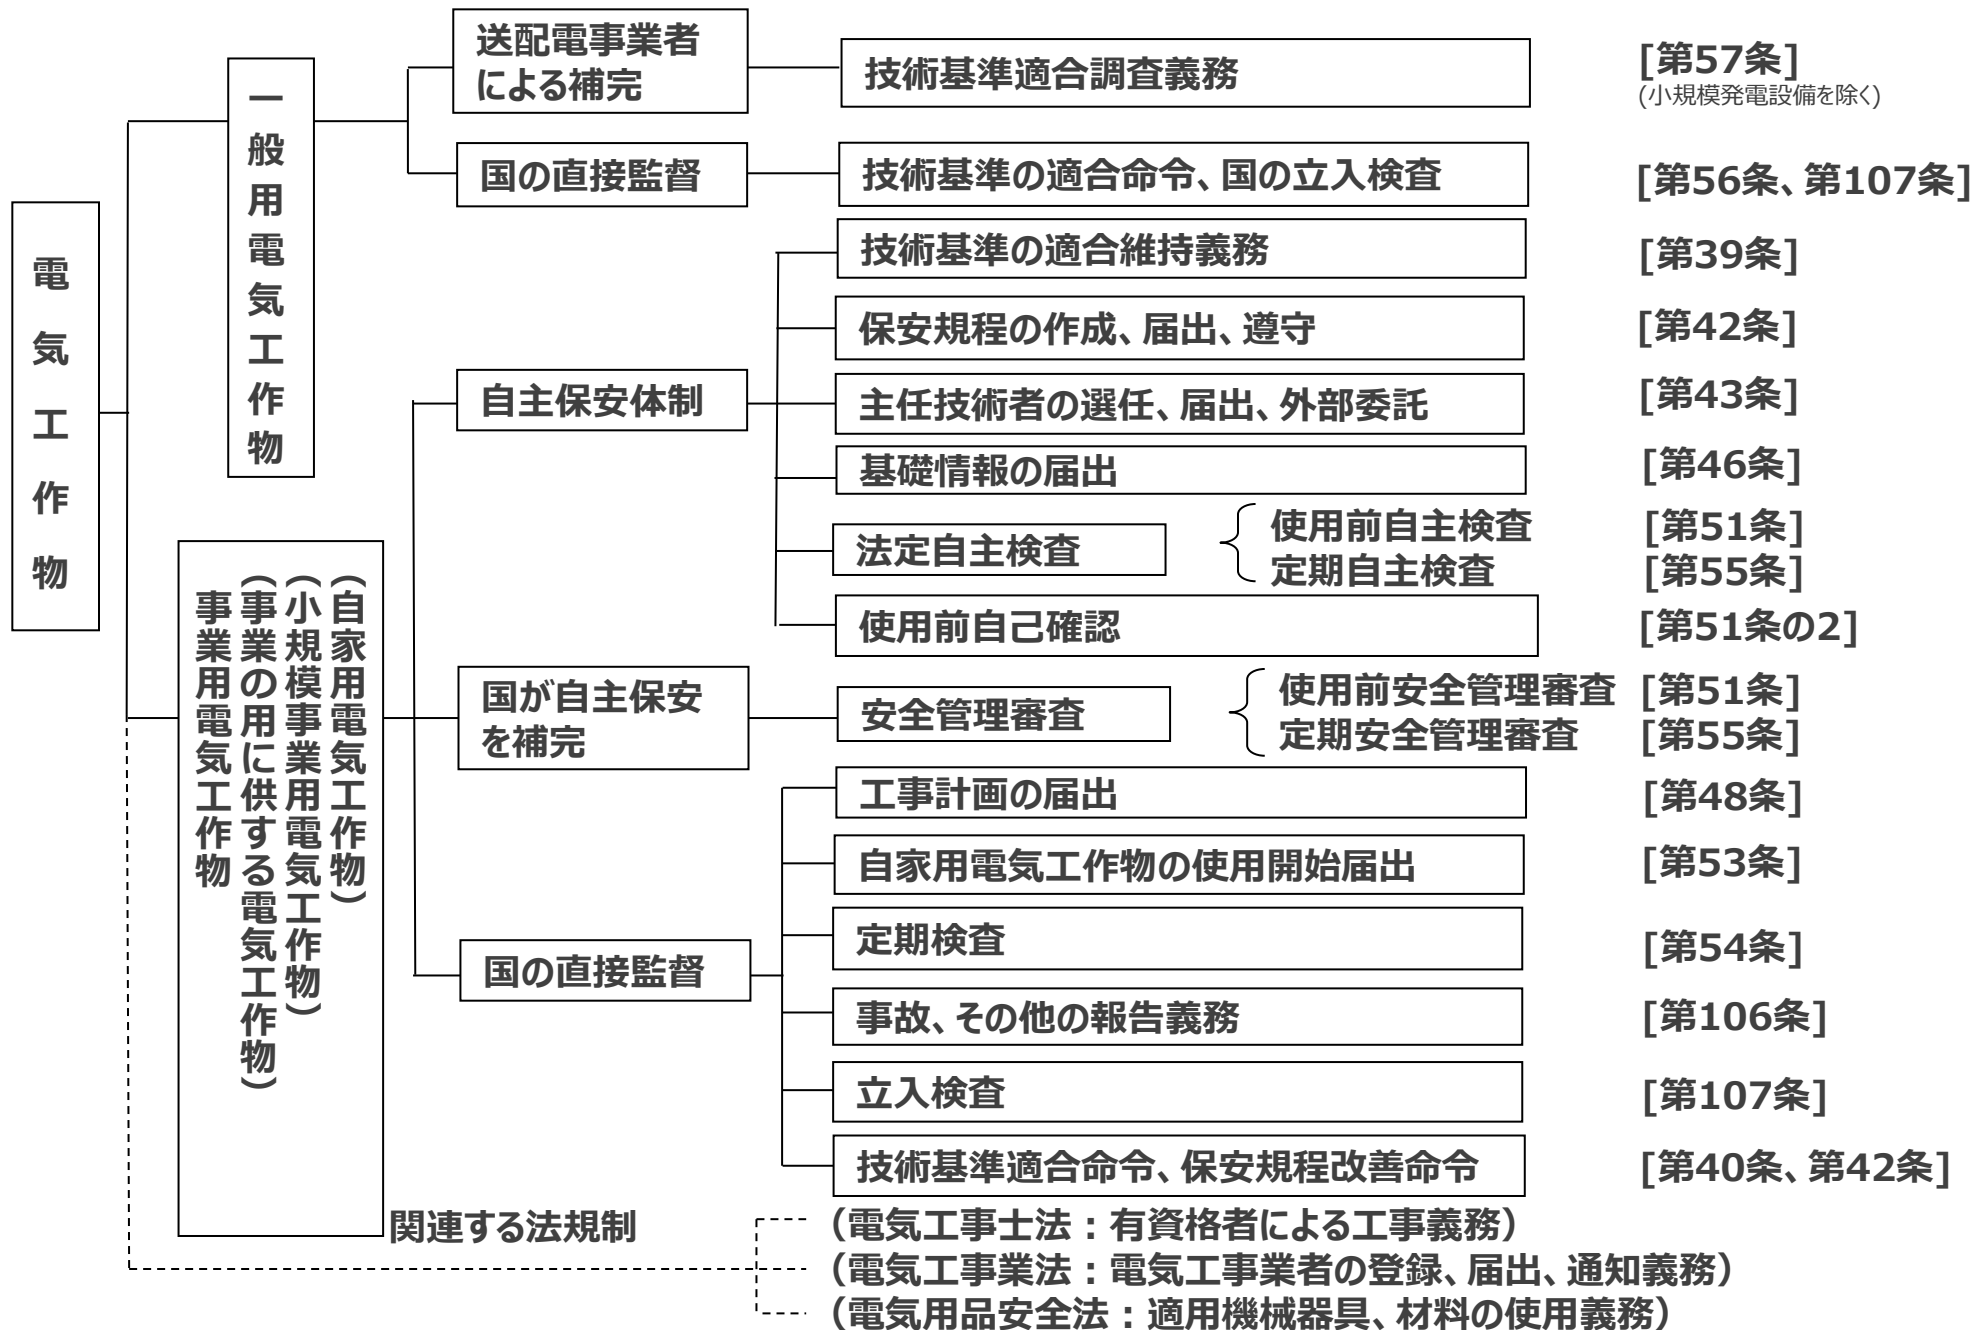 電気工作物
一般用電気工作物
送配電事業者
による補完
技術基準適合調査義務
[第57条]
(小規模発電設備を除く)
国の直接監督
技術基準の適合命令、国の立入検査
[第56条、第107条]
事業用電気工作物
(事業の用に供する電気工作物)
(小規模事業用電気工作物)
(自家用電気工作物)
自主保安体制
技術基準の適合維持義務
[第39条]
保安規程の作成、届出、遵守
[第42条]
主任技術者の選任、届出、外部委託
[第43条]
基礎情報の届出
[第46条]
法定自主検査
使用前自主検査
[第51条]
定期自主検査
[第55条]
使用前自己確認
[第51条の2]
国が自主保安
を補完
安全管理審査
使用前安全管理審査
[第51条]
定期安全管理審査
[第55条]
国の直接監督
工事計画の届出
[第48条]
自家用電気工作物の使用開始届出
[第53条]
定期検査
[第54条]
事故、その他の報告義務
[第106条]
立入検査
[第107条]
技術基準適合命令、保安規程改善命令
[第40条、第42条]
関連する法規制
(電気工事士法：有資格者による工事義務)
(電気工事業法：電気工事業者の登録、届出、通知義務)
(電気用品安全法：適用機械器具、材料の使用義務)